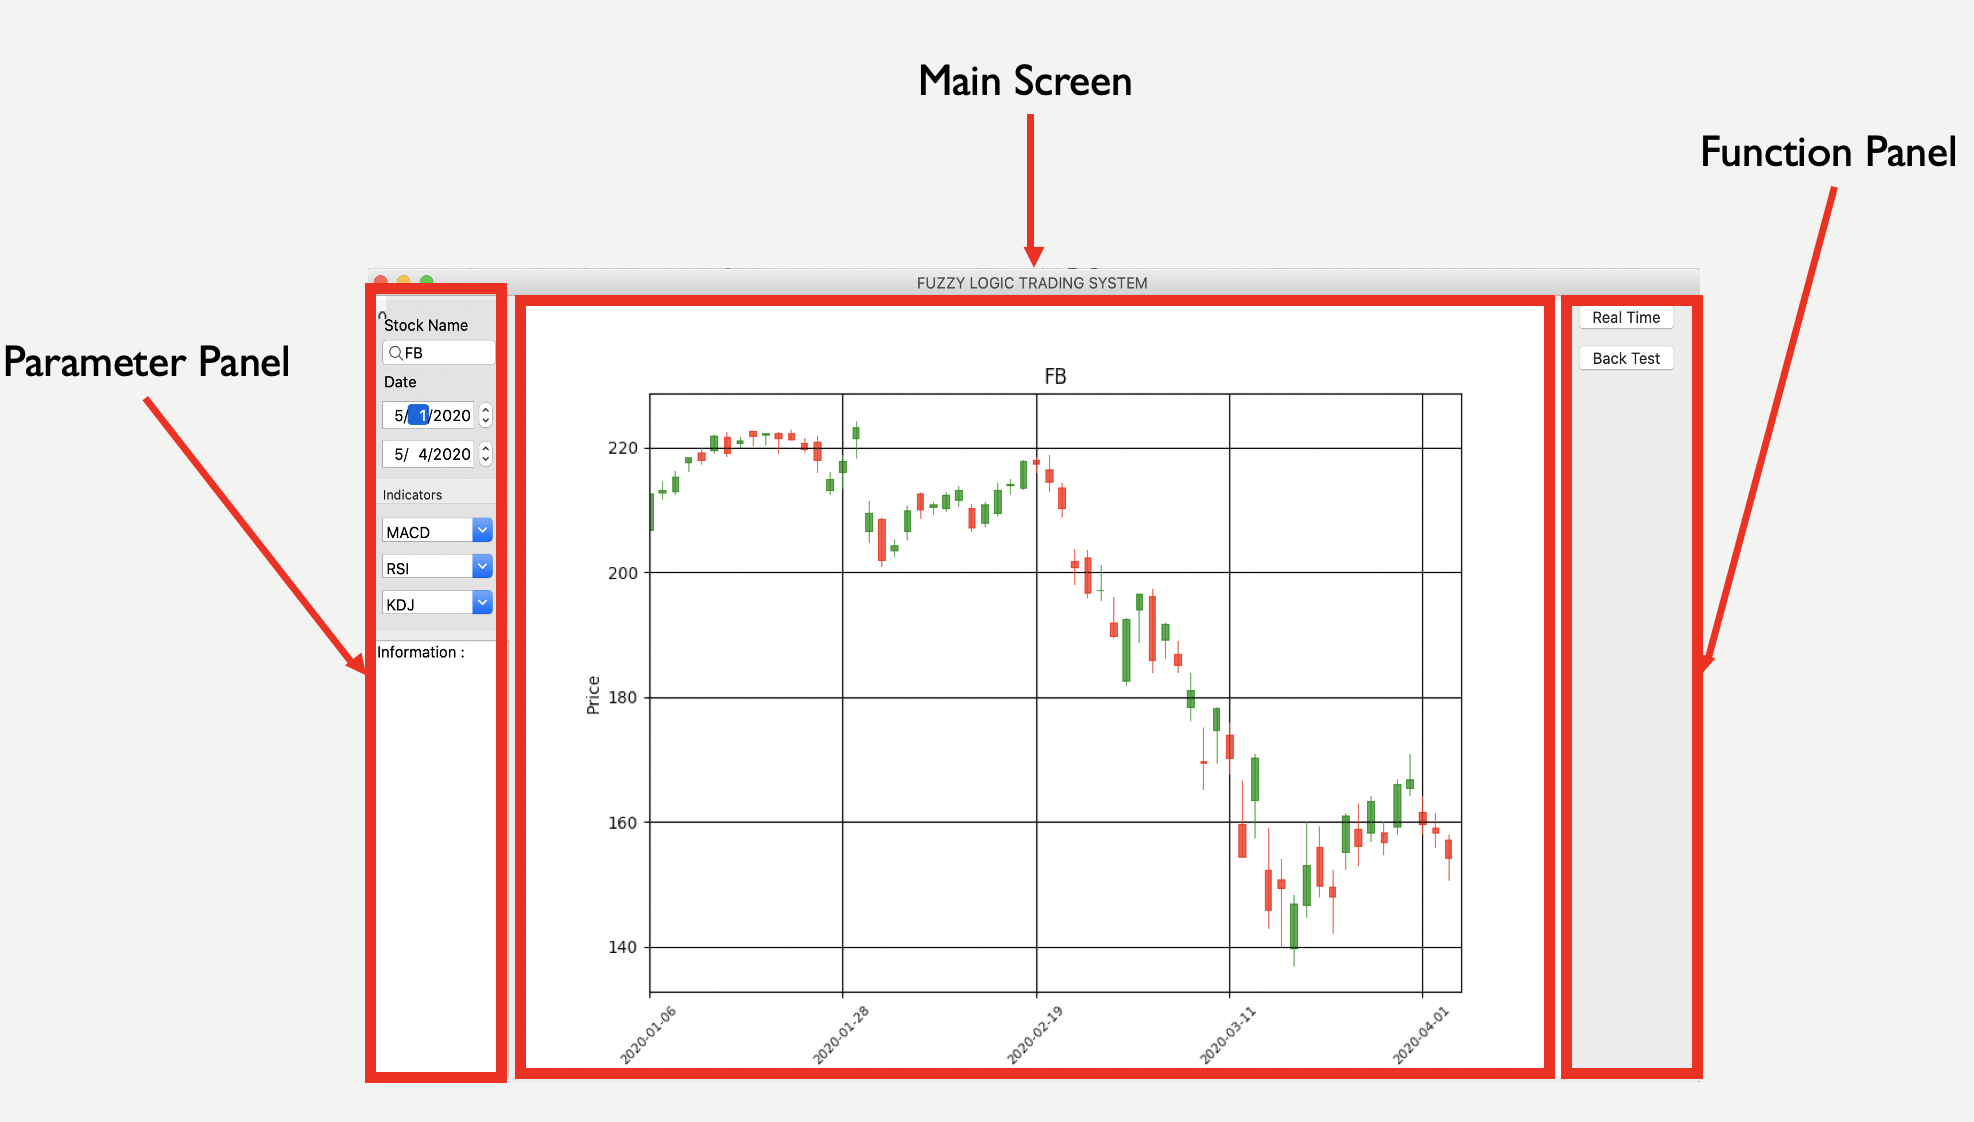 Main Screen
Function Panel
Parameter Panel
FUZZY LOGIC TRADING SYSTEM
Stock Name
FB
Date
5/ 1/2020
5/ 4/2020
Indicators
MACD
RSI
KDJ
Information :
FB
Price
220
200
180
160
140
2020-01-06
2020-01-28
2020-02-19
2020-03-11
2020-04-01
Real Time
Back Test